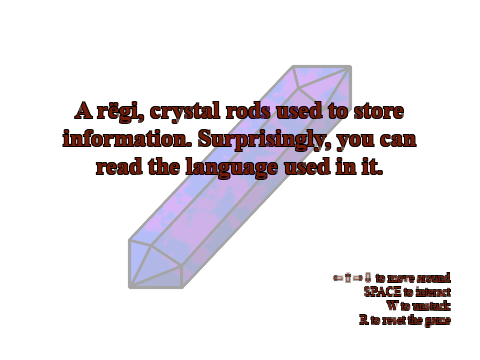 A rëgi, crystal rods used to store
information. Surprisingly, you can
read the language used in it.
to move around
SPACE to interact
W to unstuck
R to reset the game